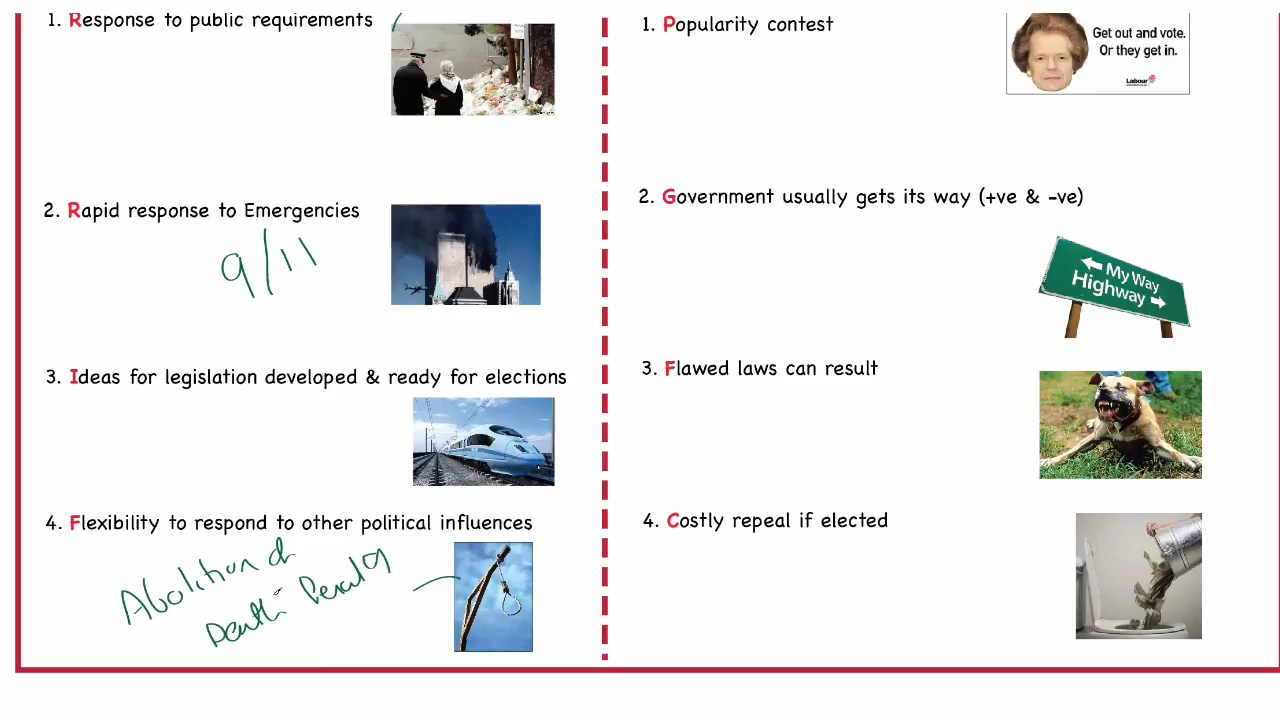 1. Response to public requirements
2. Rapid response to Emergencies
9/11
3. Ideas for legislation developed & ready for elections
4. Flexibility to respond to other political influences
Abolition of
Death Penalty
1. Popularity contest
Get out and vote.
Or they get in.
Labour
2. Government usually gets its way (+ve & -ve)
My Way
Highway
3. Flawed laws can result
4. Costly repeal if elected